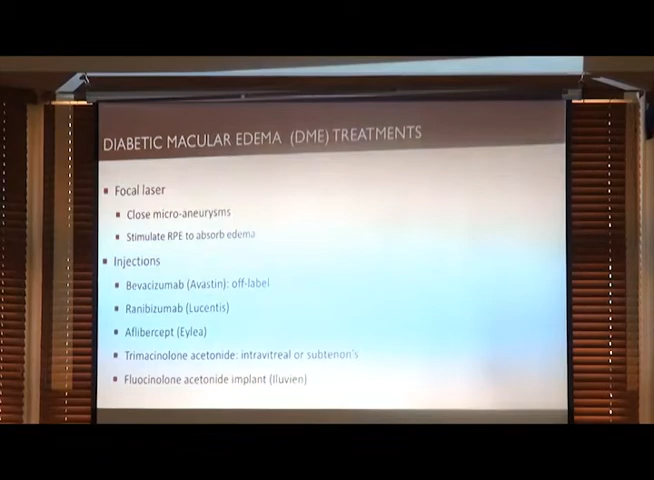 DIABETIC MACULAR EDEMA (DME) TREATMENTS
Focal laser
Close micro-aneurysms
Stimulate RPE to absorb edema
Injections
Bevacizumab (Avastin): off-label
Ranibizumab (Lucentis)
Aflibercept (Eylea)
Trimacinolone acetonide: intravitreal or subtenon's
Fluocinolone acetonide implant (Iluvien)